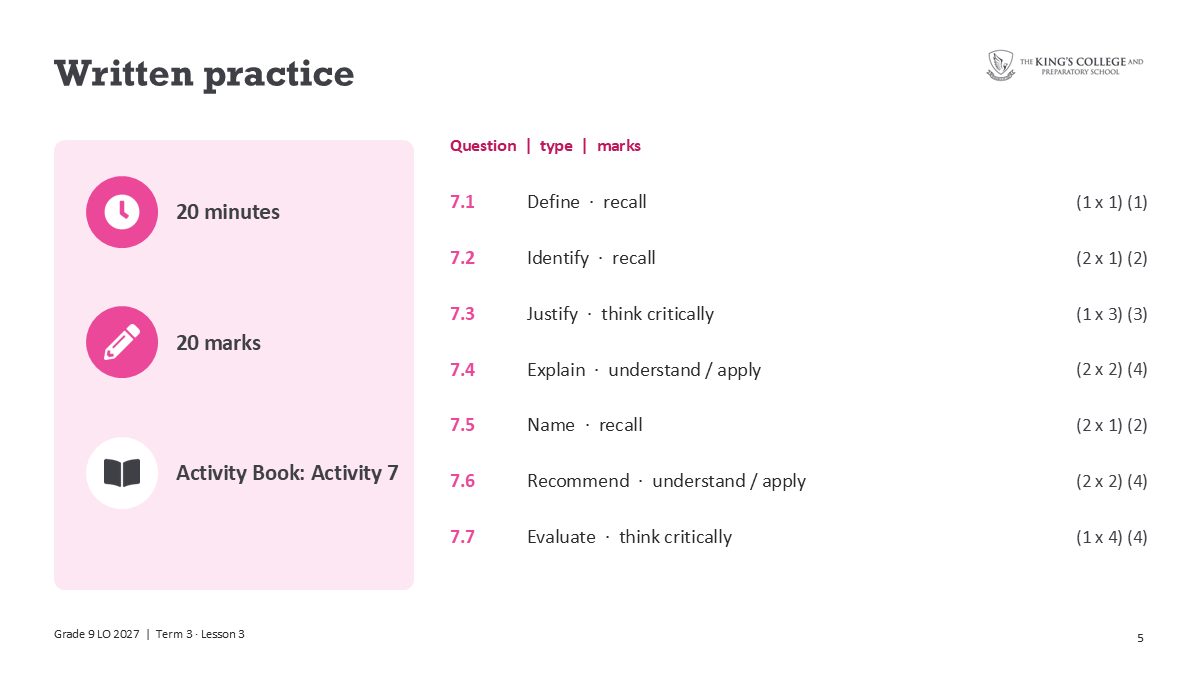 Written practice
THE KING'S COLLEGE AND
PREPARATORY SCHOOL
20 minutes
20 marks
Activity Book: Activity 7
Question | type | marks
7.1 Define · recall (1 x 1) (1)
7.2 Identify · recall (2 x 1) (2)
7.3 Justify · think critically (1 x 3) (3)
7.4 Explain · understand / apply (2 x 2) (4)
7.5 Name · recall (2 x 1) (2)
7.6 Recommend · understand / apply (2 x 2) (4)
7.7 Evaluate · think critically (1 x 4) (4)
Grade 9 LO 2027 | Term 3 · Lesson 3
5